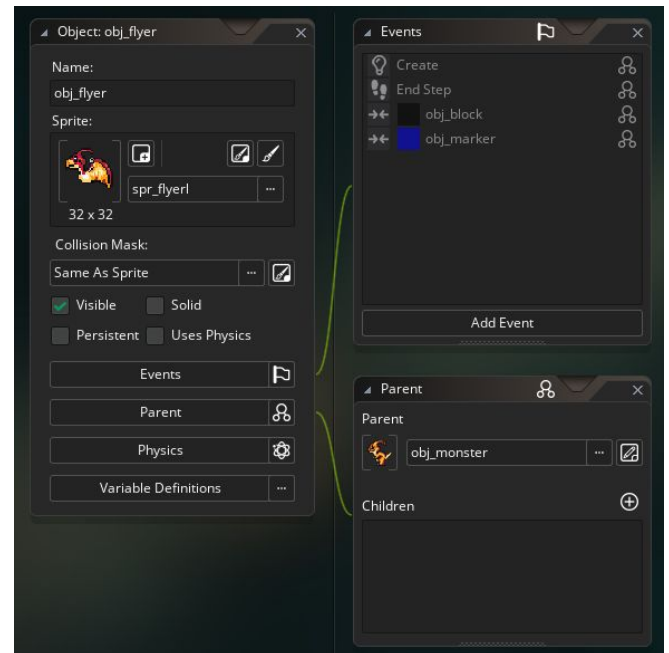 Object: obj_flyer
Name:
obj_flyer
Sprite:
spr_flyerl
32 x 32
Collision Mask:
Same As Sprite
Visible
Solid
Persistent
Uses Physics
Events
Parent
Physics
Variable Definitions
Events
Create
End Step
obj_block
obj_marker
Add Event
Parent
Parent
obj_monster
Children